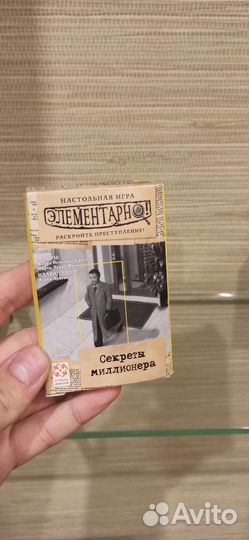 НАСТОЛЬНАЯ ИГРА
ЭЛЕМЕНТАРНО!
РАСКРОЙТЕ ПРЕСТУПЛЕНИЕ!
Секреты
миллионера
Avito